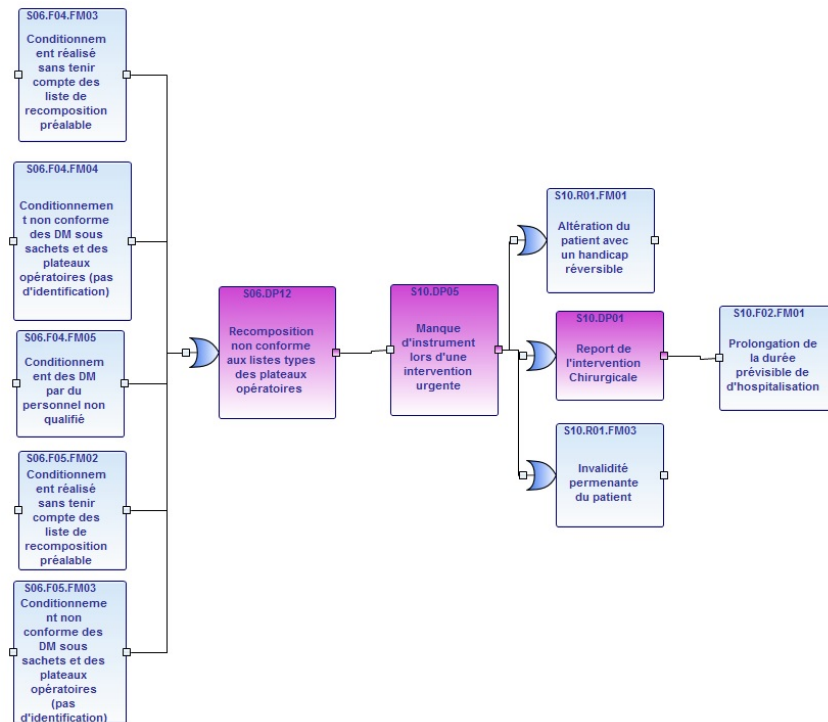 S06.F04.FM03
Conditionnem
ent réalisé
sans tenir
compte des
liste de
recomposition
préalable
S06.F04.FM04
Conditionnemen
t non conforme
des DM sous
sachets et des
plateaux
opératoires (pas
d'identification)
S06.F04.FM05
Conditionnem
ent des DM
par du
personnel non
qualifié
S06.F05.FM02
Conditionnem
ent réalisé
sans tenir
compte des
liste de
recomposition
préalable
S06.F05.FM03
Conditionneme
nt non
conforme des
DM sous
sachets et des
plateaux
opératoires
(pas
d'identification)
S06.DP12
Recomposition
non conforme
aux listes types
des plateaux
opératoires
S10.DP05
Manque
d'instrument
lors d'une
intervention
urgente
S10.R01.FM01
Altération du
patient avec
un handicap
réversible
S10.DP01
Report de
l'intervention
Chirurgicale
S10.R01.FM03
Invalidité
permenante
du patient
S10.F02.FM01
Prolongation de
la durée
prévisible de
d'hospitalisation